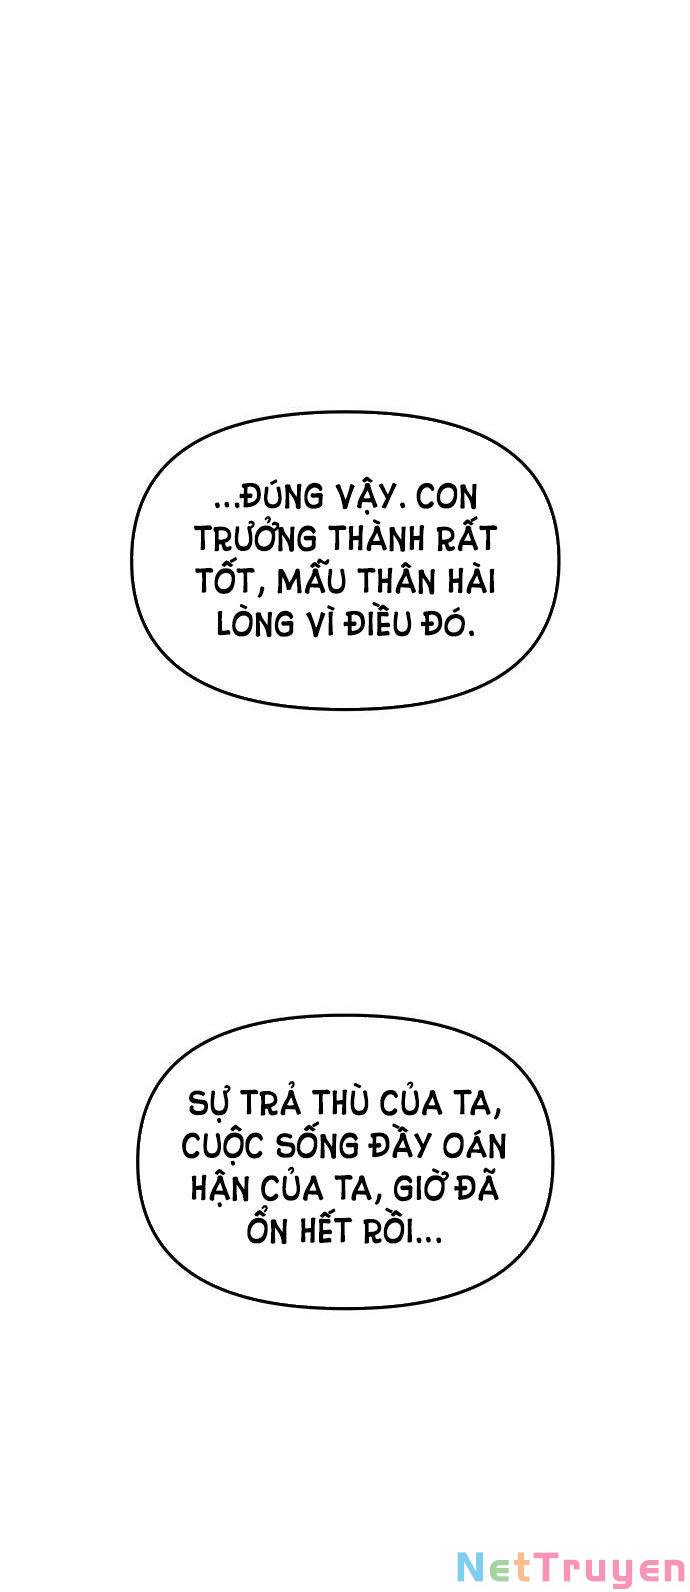 ...ĐÚNG VẬY. CON
TRƯỞNG THÀNH RẤT
TỐT, MẪU THÂN HÀI
LÒNG VÌ ĐIỀU ĐÓ.
SỰ TRẢ THÙ CỦA TA,
CUỘC SỐNG ĐẦY OÁN
HẬN CỦA TA, GIỜ ĐÃ
ỔN HẾT RỒI...
NetTruyen